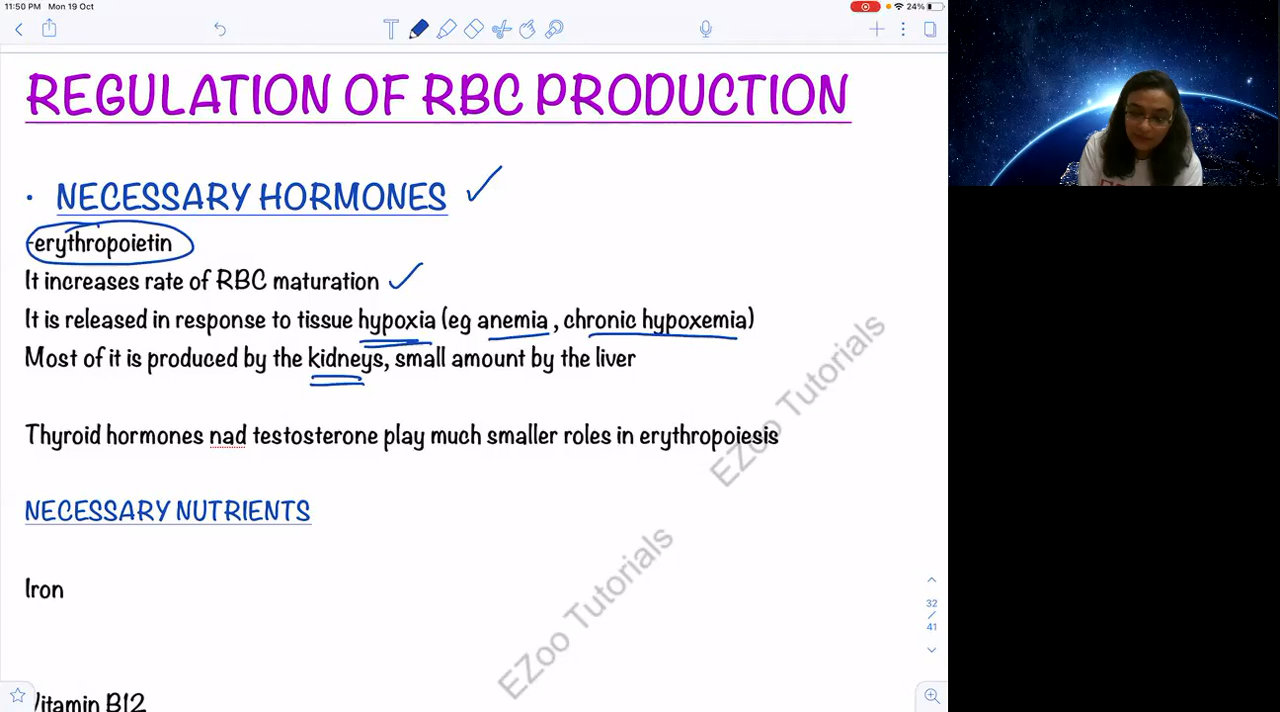 11:50 PM Mon 19 Oct
24%
REGULATION OF RBC PRODUCTION
· NECESSARY HORMONES
-erythropoietin
It increases rate of RBC maturation
It is released in response to tissue hypoxia (eg anemia , chronic hypoxemia)
Most of it is produced by the kidneys, small amount by the liver
Thyroid hormones nad testosterone play much smaller roles in erythropoiesis
EZoo Tutorials
NECESSARY NUTRIENTS
Iron
32
/
41
EZoo Tutorials
Vitamin B12